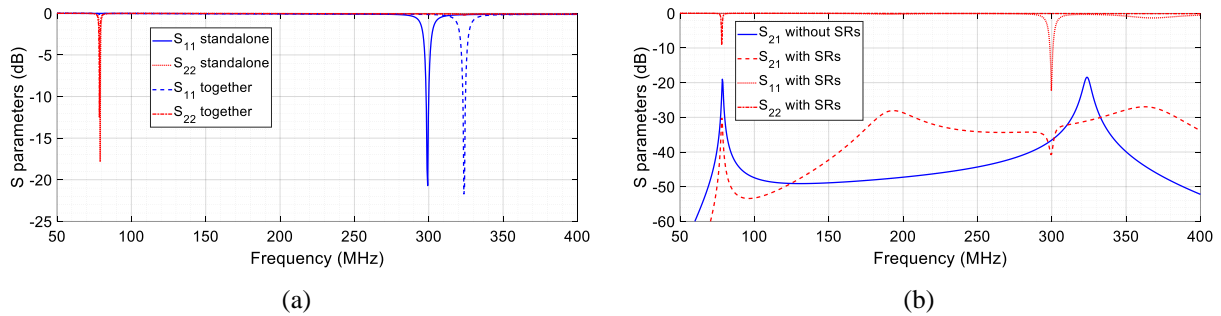 S parameters (dB)
0
-5
-10
-15
-20
-25
S11 standalone
S22 standalone
S11 together
S22 together
50 100 150 200 250 300 350 400
Frequency (MHz)
(a)
S parameters (dB)
0
-10
-20
-30
-40
-50
-60
S21 without SRs
S21 with SRs
S11 with SRs
S22 with SRs
50 100 150 200 250 300 350 400
Frequency (MHz)
(b)